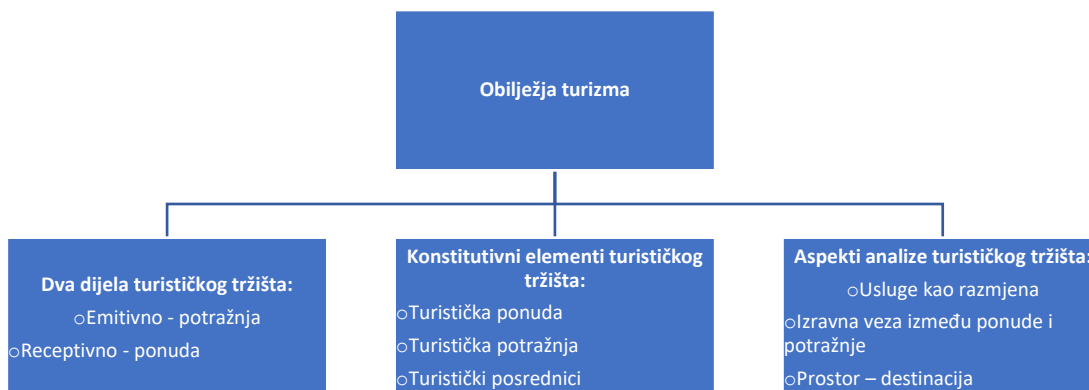 Obilježja turizma
Dva dijela turističkog tržišta:
oEmitivno - potražnja
oReceptivno - ponuda
Konstitutivni elementi turističkog
tržišta:
oTuristička ponuda
oTuristička potražnja
oTuristički posrednici
Aspekti analize turističkog tržišta:
oUsluge kao razmjena
oIzravna veza između ponude i
potražnje
oProstor – destinacija